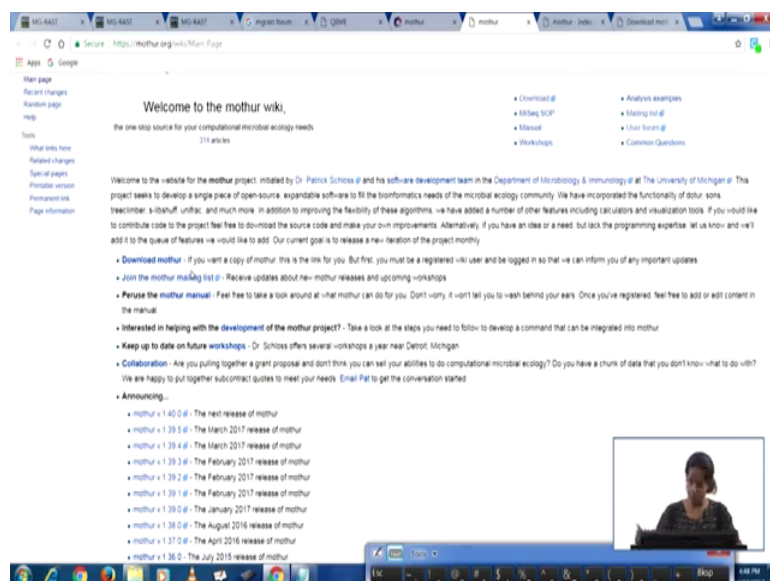 MG-RAST
MG-RAST
MG-RAST
mgrast forum
QIIME
mothur
mothur
mothur - Index
Download mot
Secure https://mothur.org/wiki/Main_Page
Apps Google
Main page
Recent changes
Random page
Help
Tools
What links here
Related changes
Special pages
Printable version
Permanent link
Page information
Welcome to the mothur wiki,
the one-stop source for your computational microbial ecology needs
314 articles
• Download
• MiSeq SOP
• Manual
• Workshops
• Analysis examples
• Mailing list
• User forum
• Common Questions
Welcome to the website for the mothur project, initiated by Dr. Patrick Schloss and his software development team in the Department of Microbiology & Immunology at The University of Michigan. This
project seeks to develop a single piece of open-source, expandable software to fill the bioinformatics needs of the microbial ecology community. We have incorporated the functionality of dotur, sons,
treeclimber, s-libshuff, unifrac, and much more. In addition to improving the flexibility of these algorithms, we have added a number of other features including calculators and visualization tools. If you would like
to contribute code to the project feel free to download the source code and make your own improvements. Alternatively, if you have an idea or a need, but lack the programming expertise, let us know and we'll
add it to the queue of features we would like to add. Our current goal is to release a new iteration of the project monthly.
• Download mothur - If you want a copy of mothur, this is the link for you. But first, you must be a registered wiki user and be logged in so that we can inform you of any important updates
• Join the mothur mailing list - Receive updates about new mothur releases and upcoming workshops
• Peruse the mothur manual - Feel free to take a look around at what mothur can do for you. Don't worry, it won't tell you to wash behind your ears. Once you've registered, feel free to add or edit content in
the manual
• Interested in helping with the development of the mothur project? - Take a look at the steps you need to follow to develop a command that can be integrated into mothur
• Keep up to date on future workshops - Dr. Schloss offers several workshops a year near Detroit, Michigan
• Collaboration - Are you pulling together a grant proposal and don't think you can sell your abilities to do computational microbial ecology? Do you have a chunk of data that you don't know what to do with?
We are happy to put together subcontract quotes to meet your needs. Email Pat to get the conversation started
• Announcing...
• mothur v.1.40.0 - The next release of mothur
• mothur v.1.39.5 - The March 2017 release of mothur
• mothur v.1.39.4 - The March 2017 release of mothur
• mothur v.1.39.3 - The February 2017 release of mothur
• mothur v.1.39.2 - The February 2017 release of mothur
• mothur v.1.39.1 - The February 2017 release of mothur
• mothur v.1.39.0 - The January 2017 release of mothur
• mothur v.1.38.0 - The August 2016 release of mothur
• mothur v.1.37.0 - The April 2016 release of mothur
• mothur v.1.36.0 - The July 2015 release of mothur
Tools
Esc ~ ! @ # $ % ^ & * ( ) _ + Bksp
4:48 PM